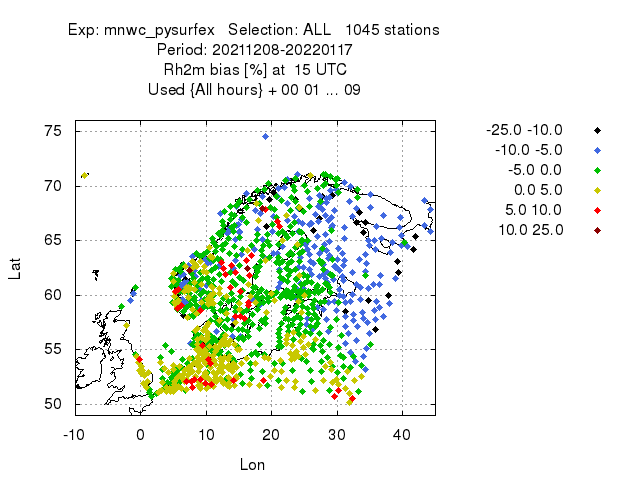 Exp: mnwc_pysurfex   Selection: ALL   1045 stations
Period: 20211208-20220117
Rh2m bias [%] at  15 UTC
Used {All hours} + 00 01 ... 09
-25.0 -10.0
-10.0 -5.0
-5.0 0.0
0.0 5.0
5.0 10.0
10.0 25.0
75
70
65
60
55
50
Lat
-10 0 10 20 30 40
Lon